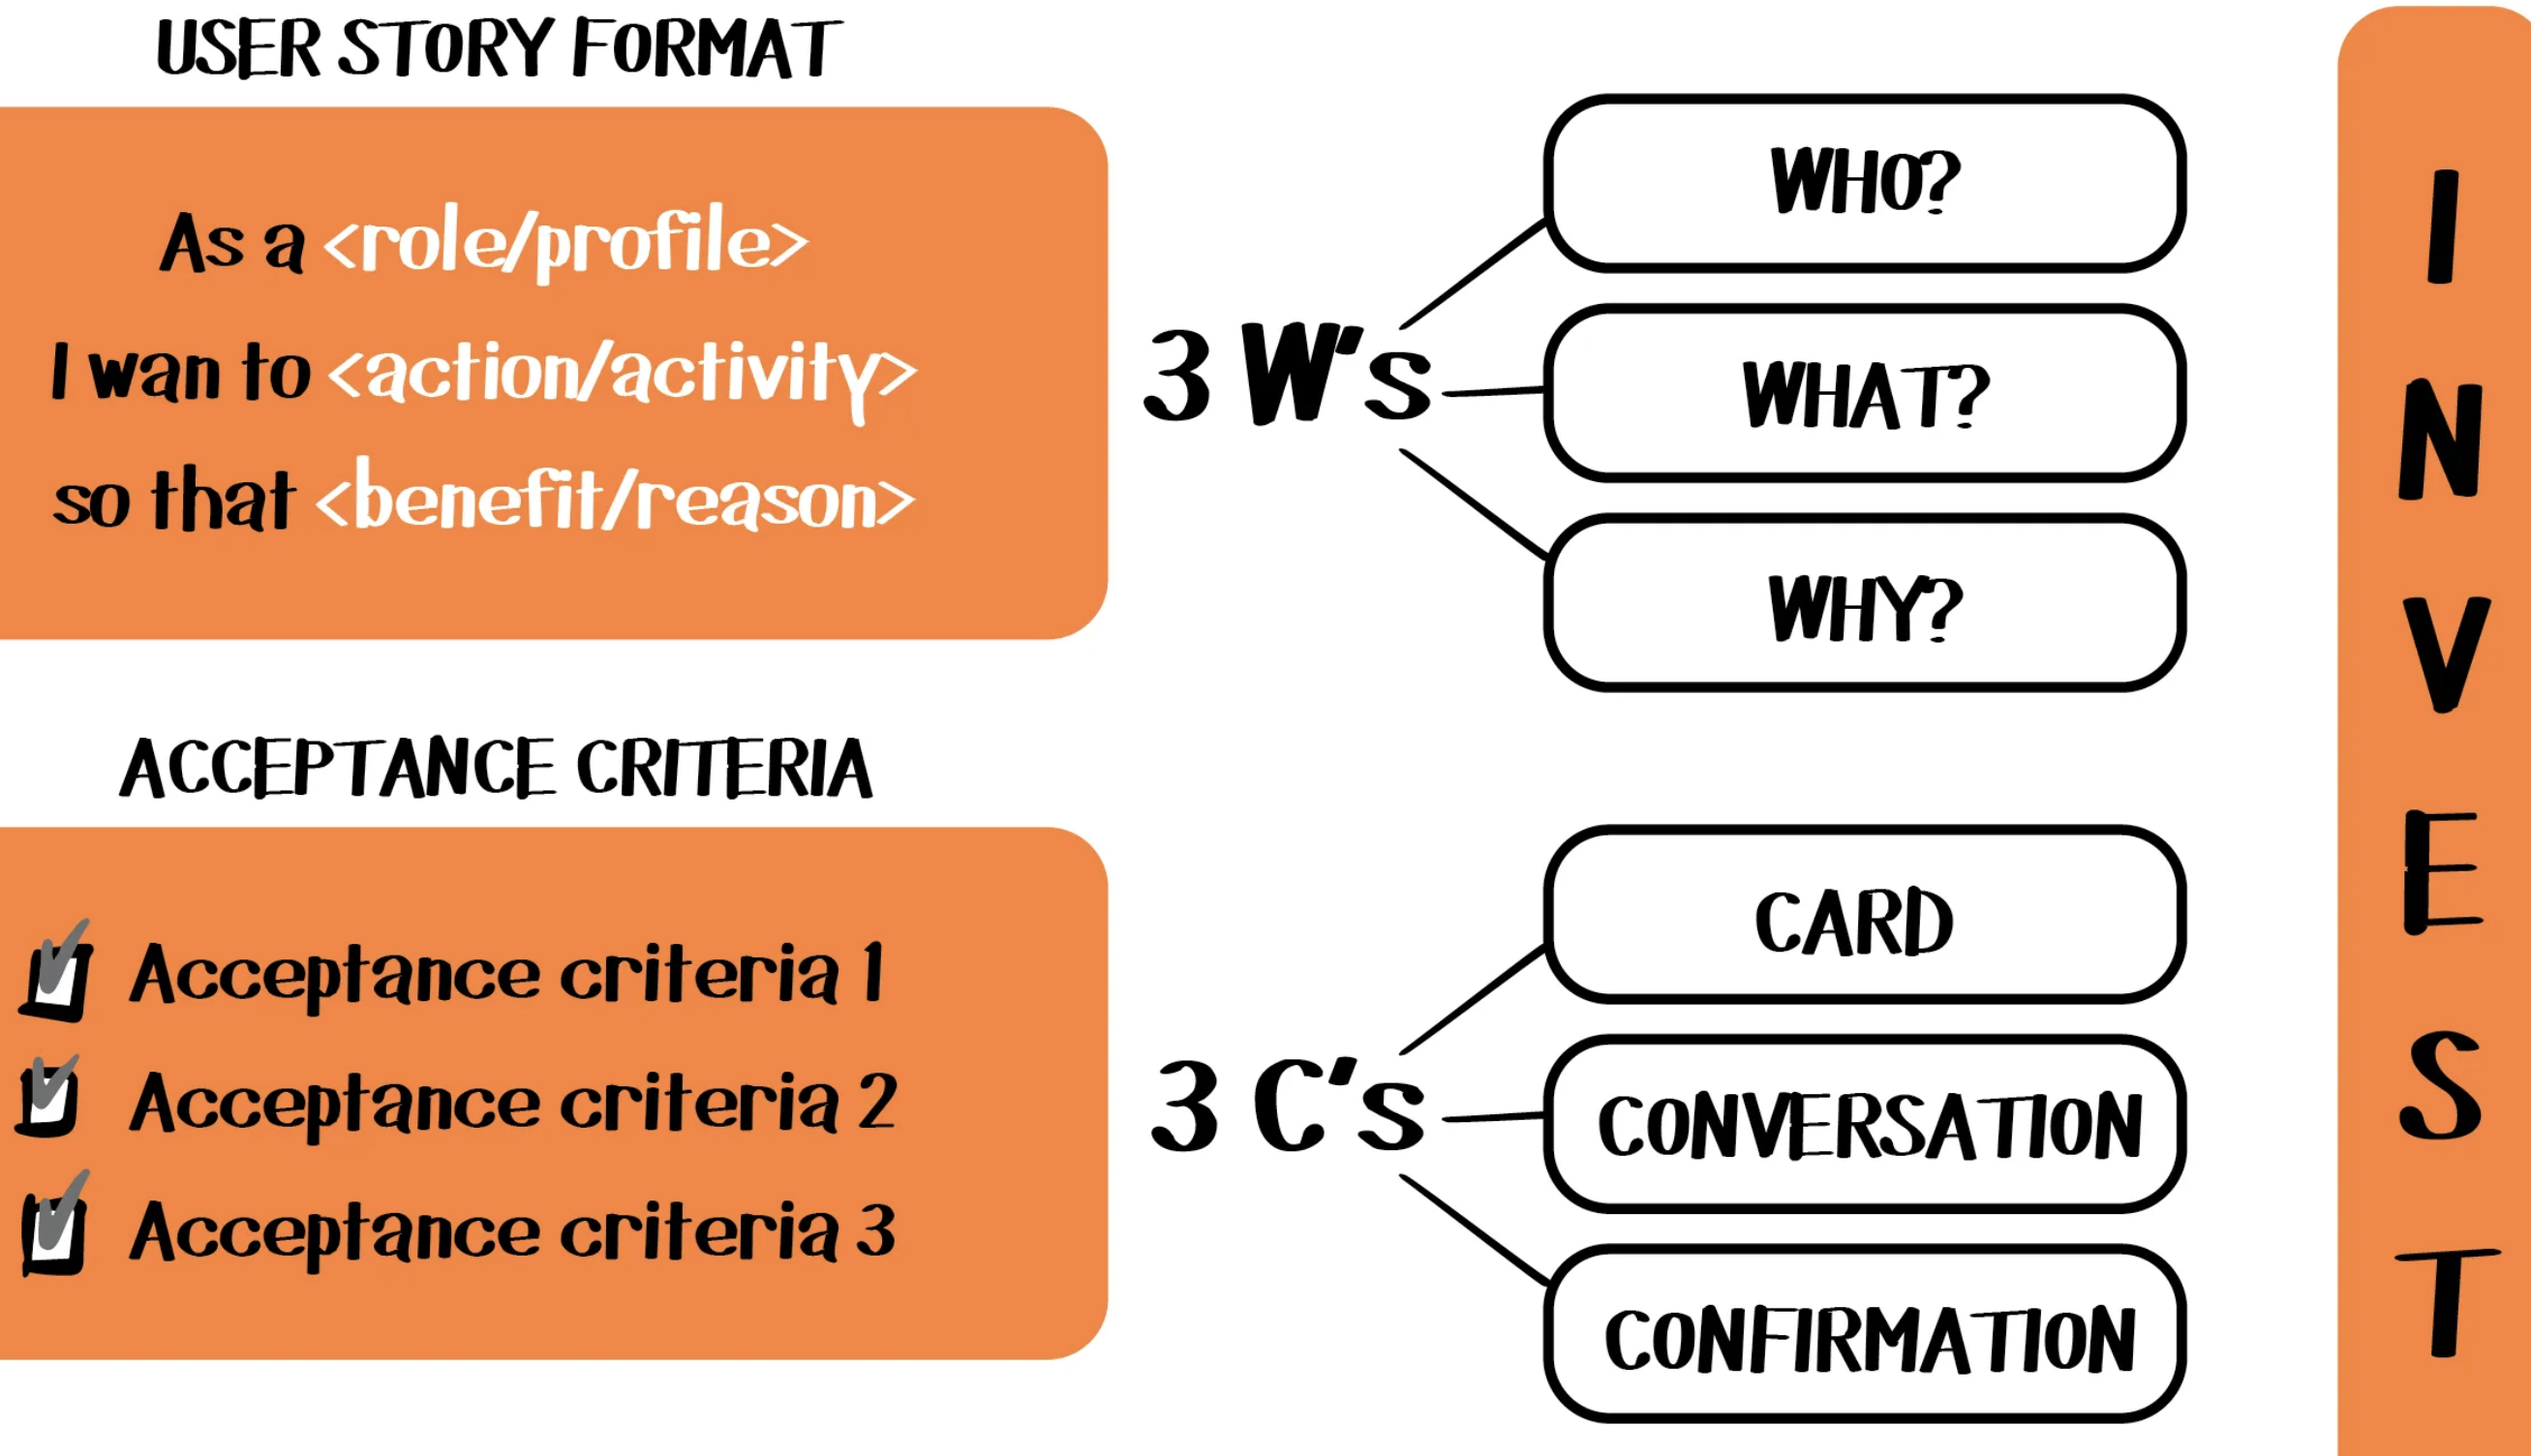 USER STORY FORMAT
As a <role/profile>
I wan to <action/activity>
so that <benefit/reason>
3 W's
WHO?
WHAT?
WHY?
ACCEPTANCE CRITERIA
Acceptance criteria 1
Acceptance criteria 2
Acceptance criteria 3
3 C's
CARD
CONVERSATION
CONFIRMATION
I
N
V
E
S
T